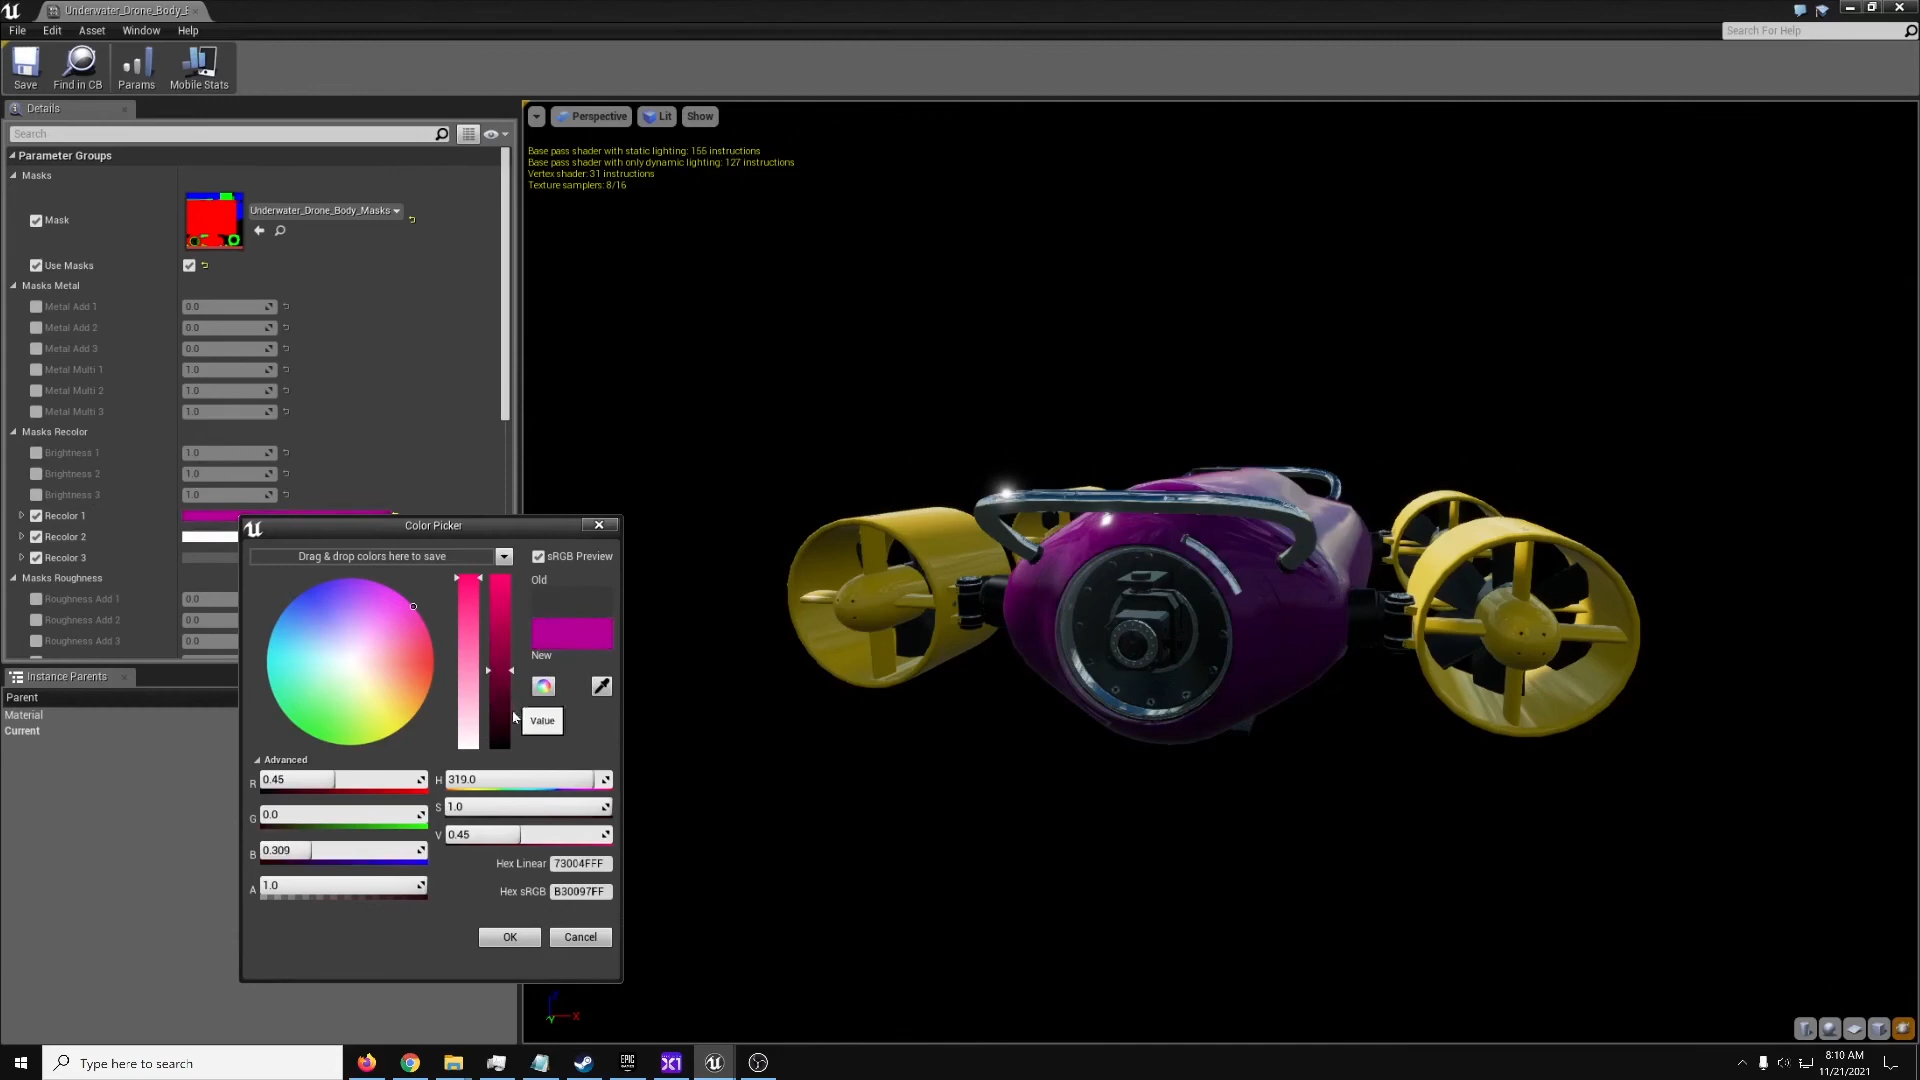 Underwater_Drone_Body_F
File Edit Asset Window Help
Search For Help
Save Find in CB Params Mobile Stats
Details
Search
Parameter Groups
Masks
Mask
Underwater_Drone_Body_Masks
Use Masks
Masks Metal
Metal Add 1 0.0
Metal Add 2 0.0
Metal Add 3 0.0
Metal Multi 1 1.0
Metal Multi 2 1.0
Metal Multi 3 1.0
Masks Recolor
Brightness 1 1.0
Brightness 2 1.0
Brightness 3 1.0
Recolor 1
Recolor 2
Recolor 3
Masks Roughness
Roughness Add 1 0.0
Roughness Add 2 0.0
Roughness Add 3 0.0
Instance Parents
Parent
Material
Current
Color Picker
Drag & drop colors here to save
sRGB Preview
Old
New
Value
Advanced
R 0.45
G 0.0
B 0.309
A 1.0
H 319.0
S 1.0
V 0.45
Hex Linear 73004FFF
Hex sRGB B30097FF
OK Cancel
Perspective Lit Show
Base pass shader with static lighting: 155 instructions
Base pass shader with only dynamic lighting: 127 instructions
Vertex shader: 31 instructions
Texture samplers: 8/16
Y X
Type here to search
EPIC GAMES
8:10 AM
11/21/2021